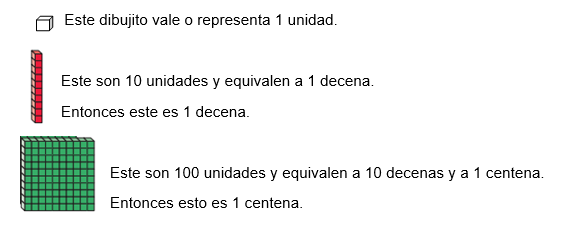 Este dibujito vale o representa 1 unidad.
Este son 10 unidades y equivalen a 1 decena.
Entonces este es 1 decena.
Este son 100 unidades y equivalen a 10 decenas y a 1 centena.
Entonces esto es 1 centena.